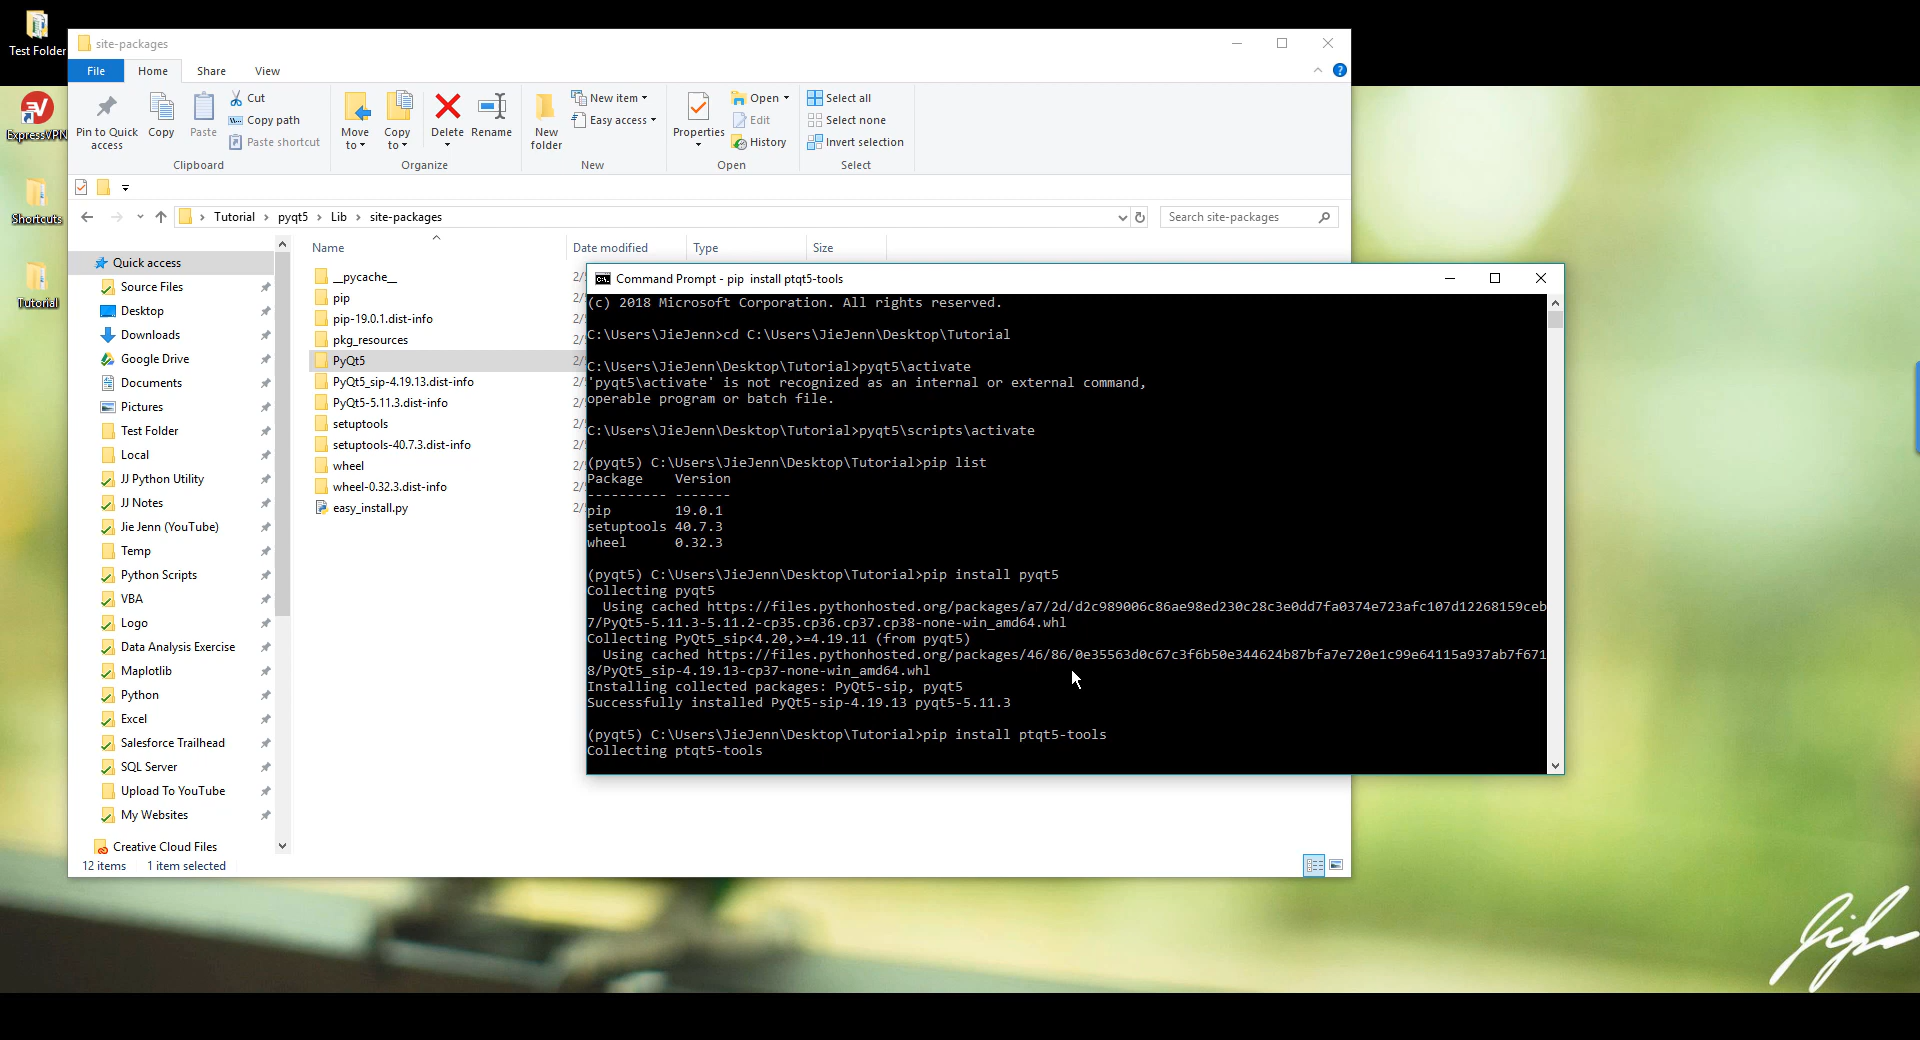 Test Folder
ExpressVPN
Shortcuts
Tutorial
site-packages
File Home Share View
Pin to Quick access
Copy
Paste
Cut
Copy path
Paste shortcut
Clipboard
Move to
Copy to
Delete
Rename
Organize
New folder
New item
Easy access
New
Properties
Open
Edit
History
Open
Select all
Select none
Invert selection
Select
Tutorial > pyqt5 > Lib > site-packages
Search site-packages
Name Date modified Type Size
Quick access
Source Files
Desktop
Downloads
Google Drive
Documents
Pictures
Test Folder
Local
JJ Python Utility
JJ Notes
Jie Jenn (YouTube)
Temp
Python Scripts
VBA
Logo
Data Analysis Exercise
Maplotlib
Python
Excel
Salesforce Trailhead
SQL Server
Upload To YouTube
My Websites
Creative Cloud Files
__pycache__ 2/
pip 2/
pip-19.0.1.dist-info 2/
pkg_resources 2/
PyQt5 2/
PyQt5_sip-4.19.13.dist-info 2/
PyQt5-5.11.3.dist-info 2/
setuptools 2/
setuptools-40.7.3.dist-info 2/
wheel 2/
wheel-0.32.3.dist-info 2/
easy_install.py 2/
12 items 1 item selected
Command Prompt - pip install ptqt5-tools
(c) 2018 Microsoft Corporation. All rights reserved.
C:\Users\JieJenn>cd C:\Users\JieJenn\Desktop\Tutorial
C:\Users\JieJenn\Desktop\Tutorial>pyqt5\activate
'pyqt5\activate' is not recognized as an internal or external command,
operable program or batch file.
C:\Users\JieJenn\Desktop\Tutorial>pyqt5\scripts\activate
(pyqt5) C:\Users\JieJenn\Desktop\Tutorial>pip list
Package Version
---------- -------
pip 19.0.1
setuptools 40.7.3
wheel 0.32.3
(pyqt5) C:\Users\JieJenn\Desktop\Tutorial>pip install pyqt5
Collecting pyqt5
Using cached https://files.pythonhosted.org/packages/a7/2d/d2c989006c86ae98ed230c28c3e0dd7fa0374e723afc107d12268159ceb
7/PyQt5-5.11.3-5.11.2-cp35.cp36.cp37.cp38-none-win_amd64.whl
Collecting PyQt5_sip<4.20,>=4.19.11 (from pyqt5)
Using cached https://files.pythonhosted.org/packages/46/86/0e35563d0c67c3f6b50e344624b87bfa7e720e1c99e64115a937ab7f671
8/PyQt5_sip-4.19.13-cp37-none-win_amd64.whl
Installing collected packages: PyQt5-sip, pyqt5
Successfully installed PyQt5-sip-4.19.13 pyqt5-5.11.3
(pyqt5) C:\Users\JieJenn\Desktop\Tutorial>pip install ptqt5-tools
Collecting ptqt5-tools